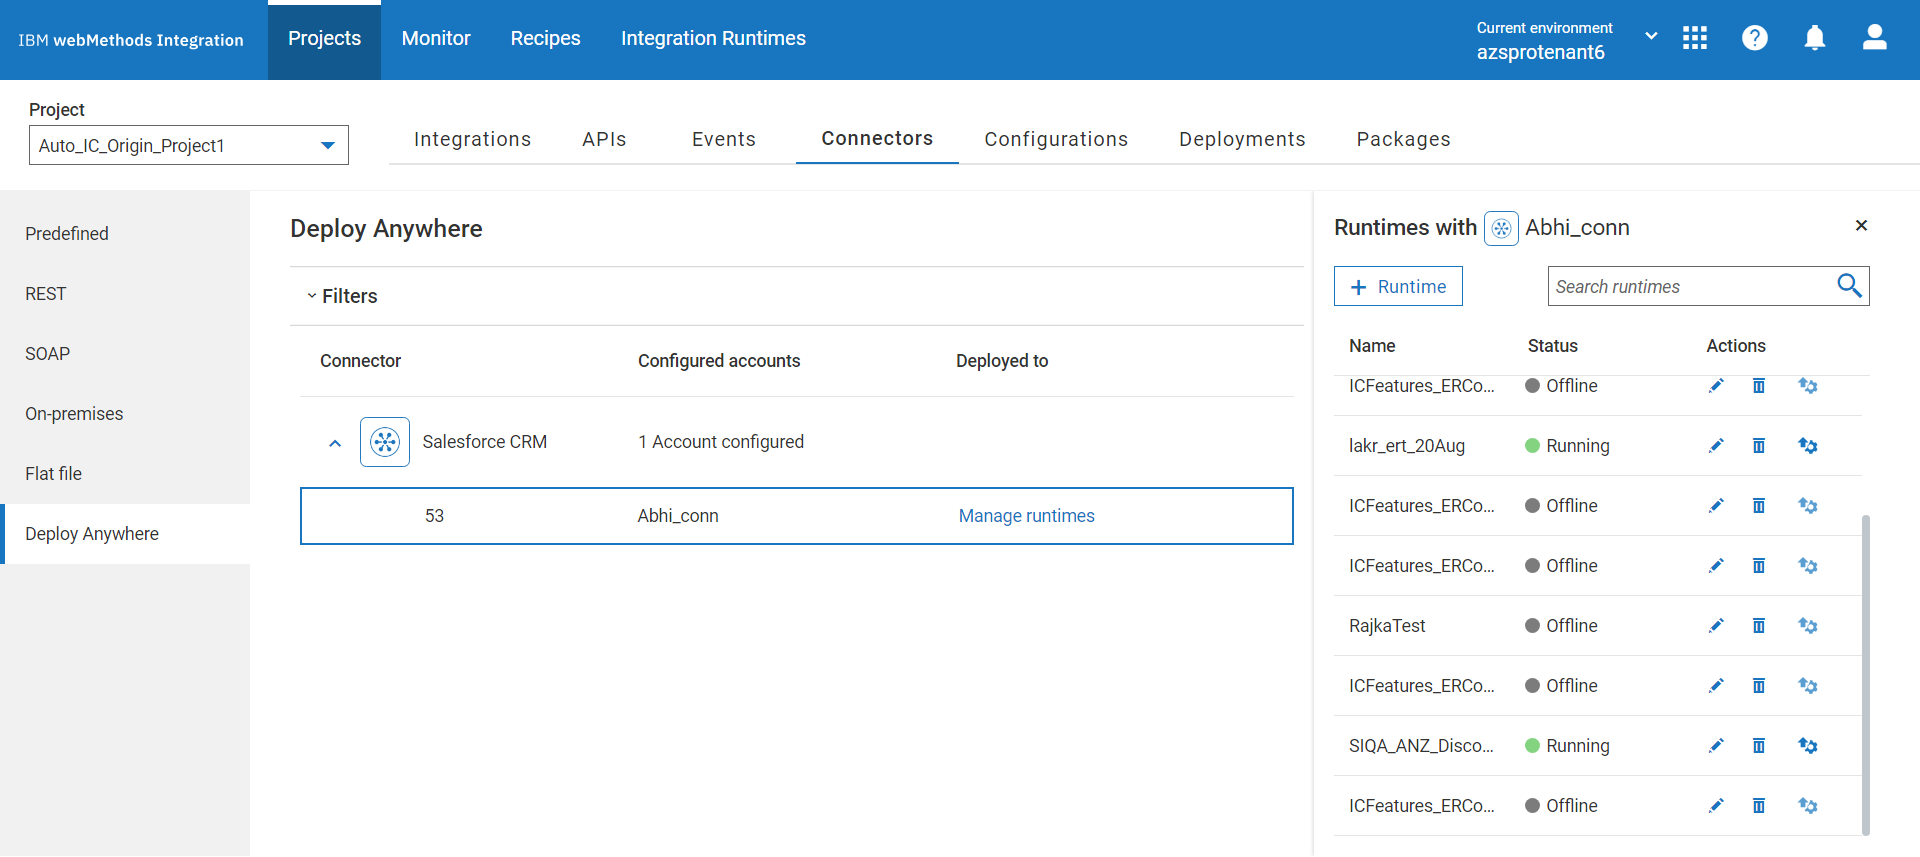 IBM webMethods Integration
Projects
Monitor
Recipes
Integration Runtimes
Current environment
azsprotenant6
Project
Auto_IC_Origin_Project1
Integrations
APIs
Events
Connectors
Configurations
Deployments
Packages
Predefined
REST
SOAP
On-premises
Flat file
Deploy Anywhere
Deploy Anywhere
Filters
Connector Configured accounts Deployed to
Salesforce CRM 1 Account configured
53 Abhi_conn Manage runtimes
Runtimes with Abhi_conn
+ Runtime
Search runtimes
Name Status Actions
ICFeatures_ERCo... Offline
lakr_ert_20Aug Running
ICFeatures_ERCo... Offline
ICFeatures_ERCo... Offline
RajkaTest Offline
ICFeatures_ERCo... Offline
SIQA_ANZ_Disco... Running
ICFeatures_ERCo... Offline